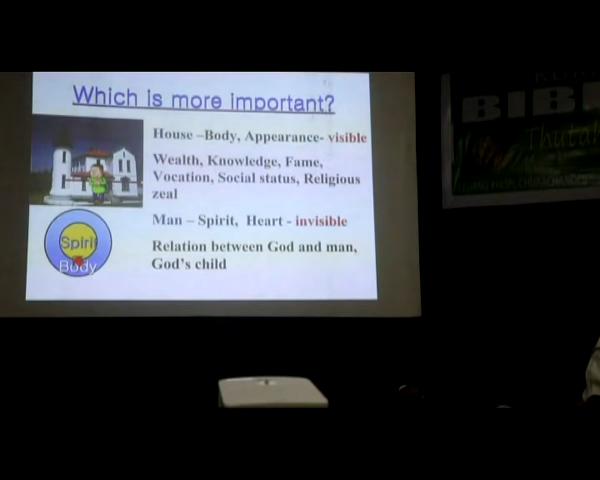 Which is more important?
House –Body, Appearance- visible
Wealth, Knowledge, Fame,
Vocation, Social status, Religious
zeal
Man – Spirit, Heart - invisible
Relation between God and man,
God's child
Spirit
Body
BIB